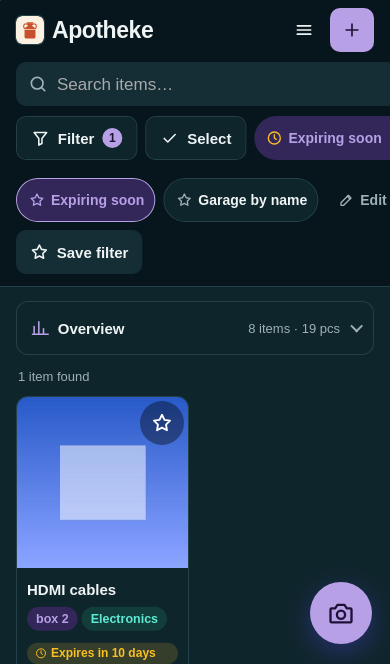 Apotheke
Search items…
Filter 1
Select
Expiring soon
Expiring soon
Garage by name
Edit
Save filter
Overview
8 items · 19 pcs
1 item found
HDMI cables
box 2
Electronics
Expires in 10 days